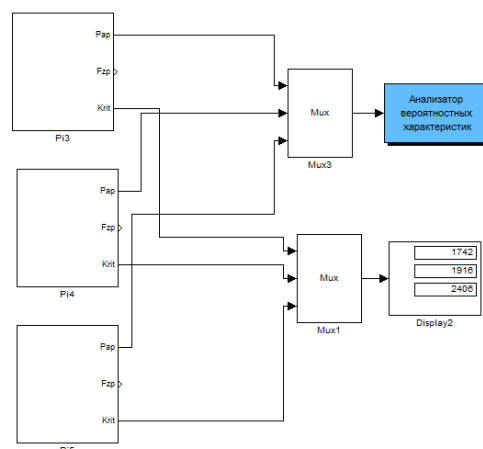 Pap
Fzp
Krit
Pi3
Mux
Mux3
Анализатор
вероятностных
характеристик
Pap
Fzp
Krit
Pi4
Mux
Mux1
1742
1916
2406
Display2
Pap
Fzp
Krit
Pi5